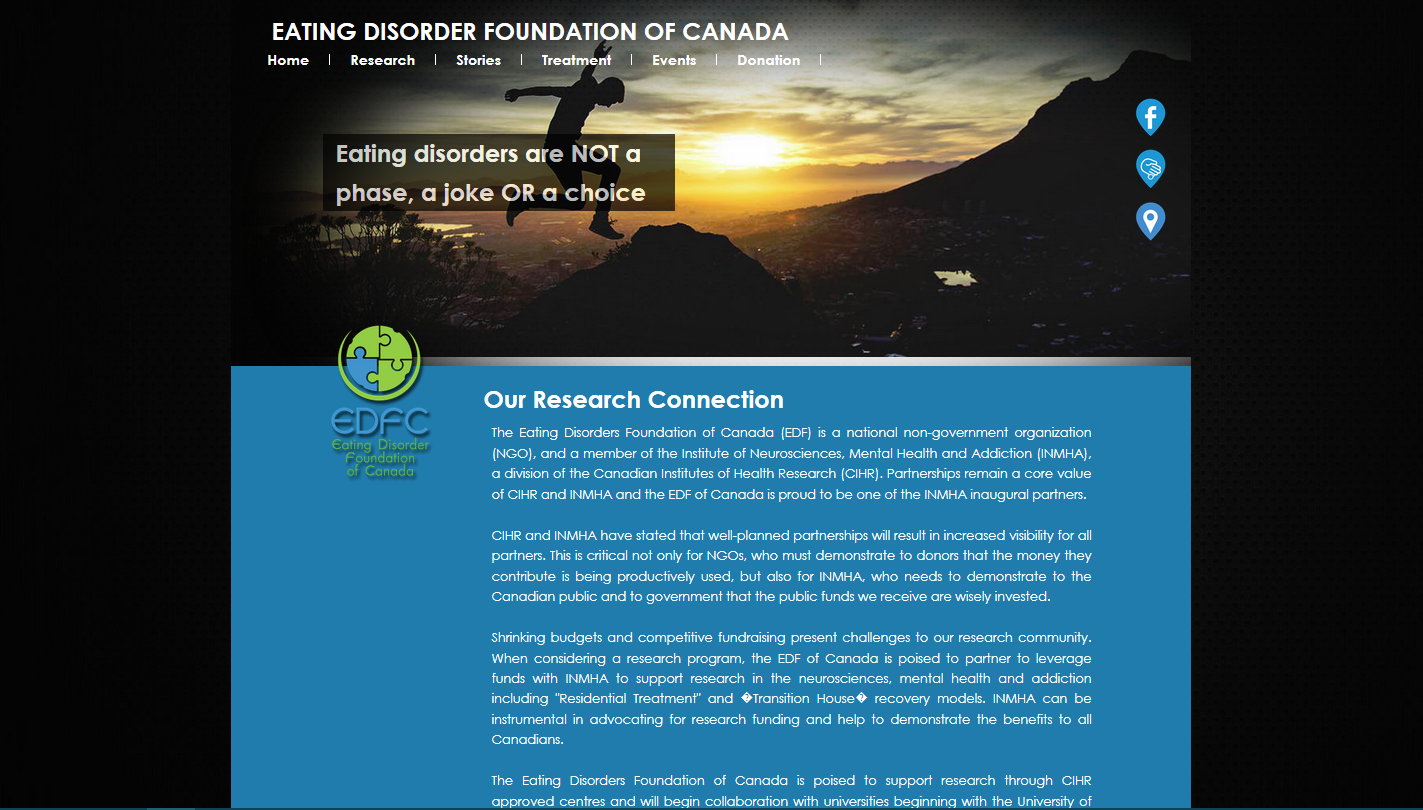 EATING DISORDER FOUNDATION OF CANADA
Home | Research | Stories | Treatment | Events | Donation |
Eating disorders are NOT a
phase, a joke OR a choice
EDFC
Eating Disorder
Foundation
of Canada
Our Research Connection
The Eating Disorders Foundation of Canada (EDF) is a national non-government organization
(NGO), and a member of the Institute of Neurosciences, Mental Health and Addiction (INMHA),
a division of the Canadian Institutes of Health Research (CIHR). Partnerships remain a core value
of CIHR and INMHA and the EDF of Canada is proud to be one of the INMHA inaugural partners.
CIHR and INMHA have stated that well-planned partnerships will result in increased visibility for all
partners. This is critical not only for NGOs, who must demonstrate to donors that the money they
contribute is being productively used, but also for INMHA, who needs to demonstrate to the
Canadian public and to government that the public funds we receive are wisely invested.
Shrinking budgets and competitive fundraising present challenges to our research community.
When considering a research program, the EDF of Canada is poised to partner to leverage
funds with INMHA to support research in the neurosciences, mental health and addiction
including "Residential Treatment" and �Transition House� recovery models. INMHA can be
instrumental in advocating for research funding and help to demonstrate the benefits to all
Canadians.
The Eating Disorders Foundation of Canada is poised to support research through CIHR
approved centres and will begin collaboration with universities beginning with the University of